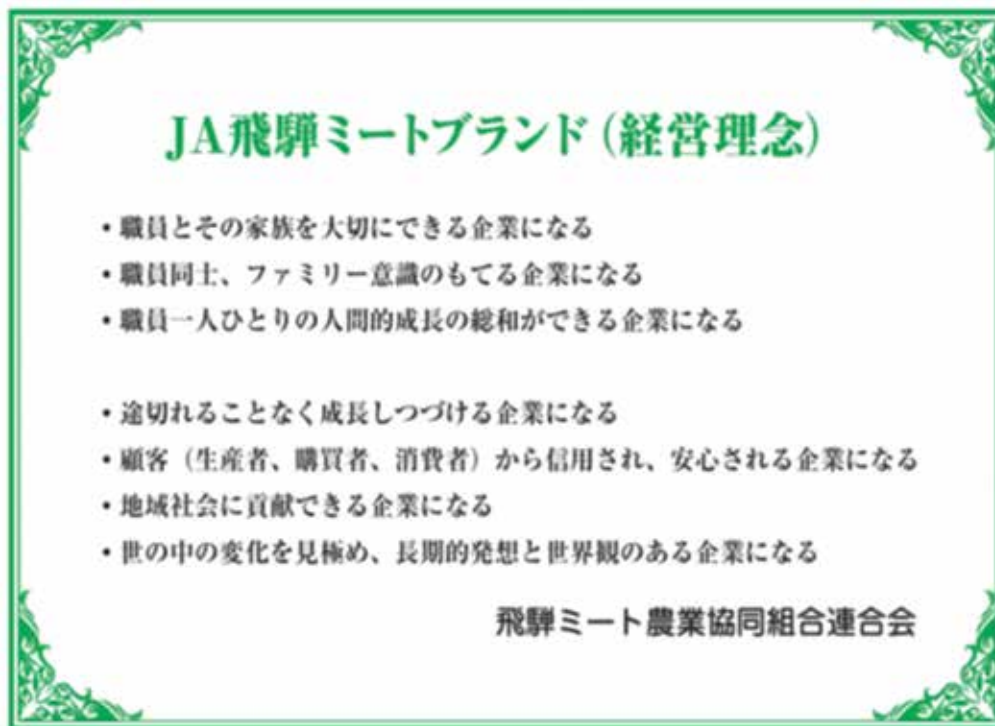 JA飛騨ミートブランド（経営理念）
・職員とその家族を大切にできる企業になる
・職員同士、ファミリー意識のもてる企業になる
・職員一人ひとりの人間的成長の総和ができる企業になる
・途切れることなく成長しつづける企業になる
・顧客（生産者、購買者、消費者）から信用され、安心される企業になる
・地域社会に貢献できる企業になる
・世の中の変化を見極め、長期的発想と世界観のある企業になる
飛騨ミート農業協同組合連合会